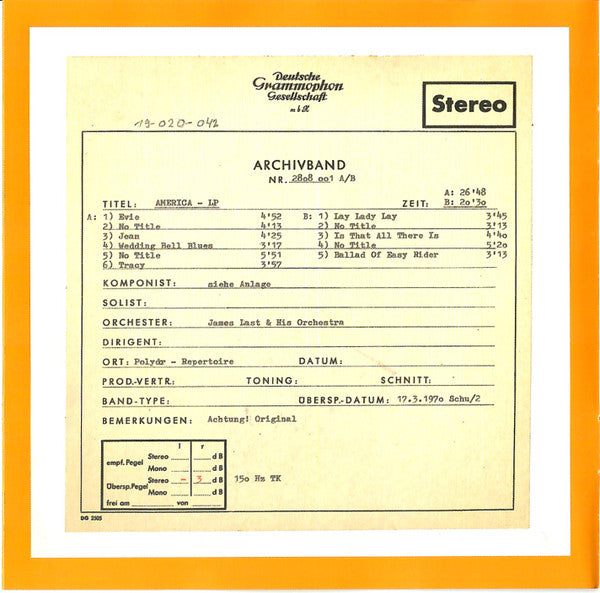 Deutsche
Grammophon
Gesellschaft
m b H
Stereo
19-020-042
ARCHIVBAND
NR. 2808 001 A/B
A: 26'48
TITEL: AMERICA - LP ZEIT: B: 20'30
A: 1) Evie 4'52 B: 1) Lay Lady Lay 3'45
2) No Title 4'13 2) No Title 3'13
3) Jean 4'25 3) Is That All There Is 4'40
4) Wedding Bell Blues 3'17 4) No Title 5'20
5) No Title 5'51 5) Ballad Of Easy Rider 3'13
6) Tracy 3'57
KOMPONIST: siehe Anlage
SOLIST:
ORCHESTER: James Last & His Orchestra
DIRIGENT:
ORT: Polydor - Repertoire DATUM:
PROD.-VERTR.: TONING: SCHNITT:
BAND-TYPE: ÜBERSP.-DATUM: 17.3.1970 Schu/2
BEMERKUNGEN: Achtung! Original
l r
empf. Pegel Stereo dB
Mono dB
Übersp. Pegel Stereo - 3 dB 150 Hz TK
Mono dB
frei am von
DG 2505